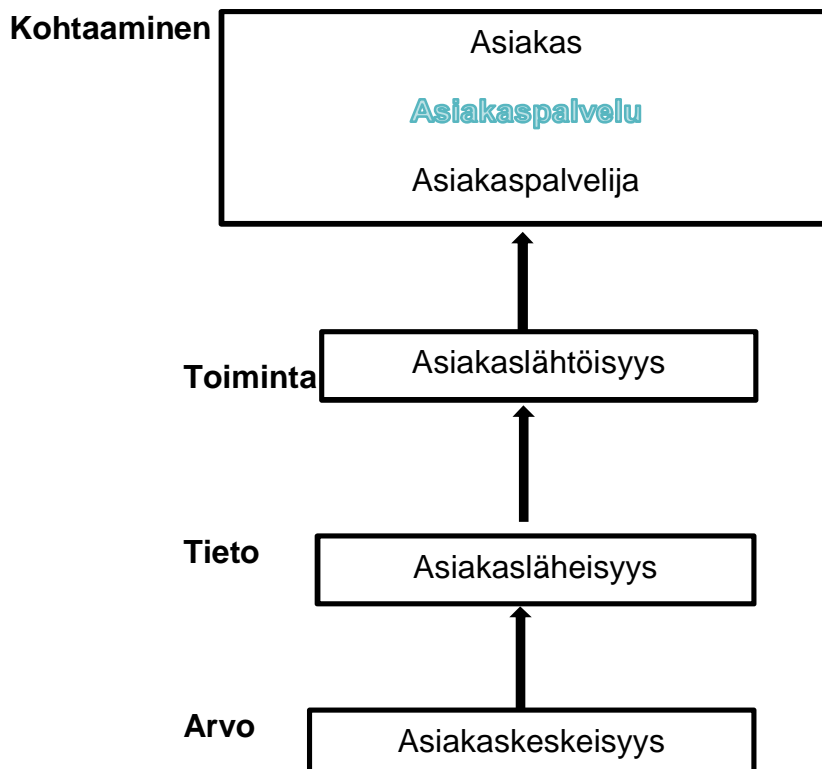 Kohtaaminen
Asiakas
Asiakaspalvelu
Asiakaspalvelija
Toiminta
Asiakaslähtöisyys
Tieto
Asiakasläheisyys
Arvo
Asiakaskeskeisyys